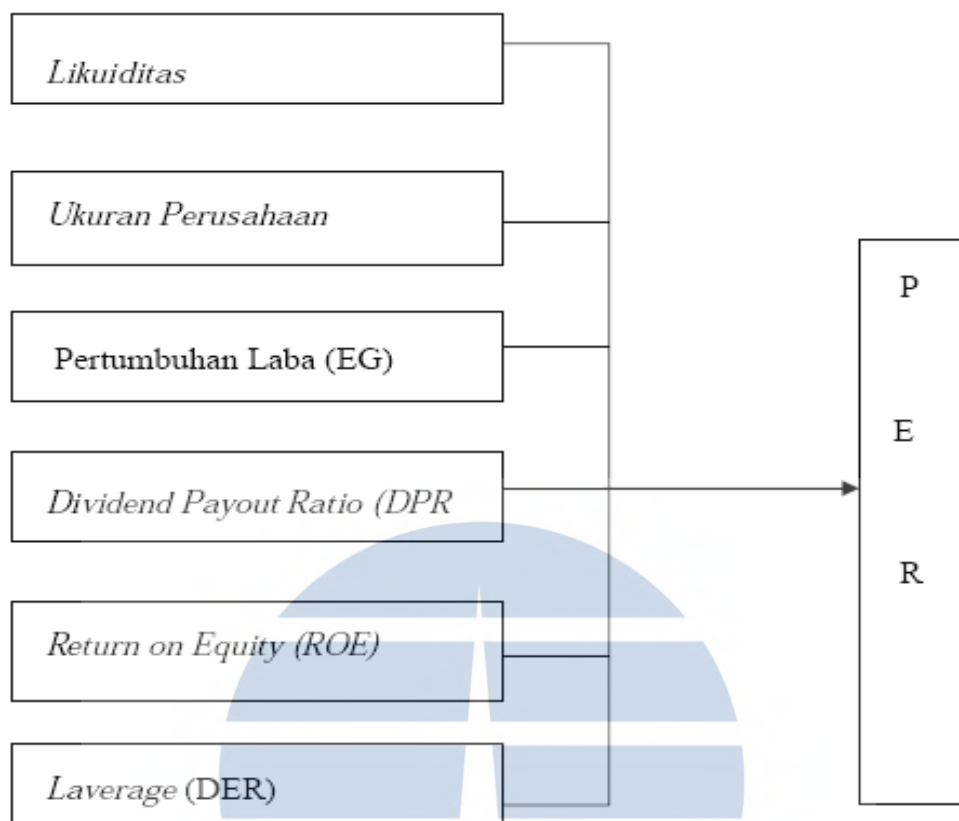 Likuiditas
Ukuran Perusahaan
Pertumbuhan Laba (EG)
Dividend Payout Ratio (DPR
Return on Equity (ROE)
Laverage (DER)
P
E
R